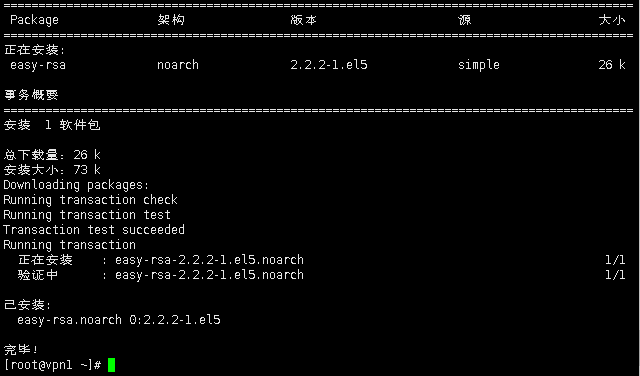 ================================================================================
Package 架构 版本 源 大小
================================================================================
正在安装:
easy-rsa noarch 2.2.2-1.el5 simple 26 k
事务概要
================================================================================
安装 1 软件包
总下载量：26 k
安装大小：73 k
Downloading packages:
Running transaction check
Running transaction test
Transaction test succeeded
Running transaction
正在安装 : easy-rsa-2.2.2-1.el5.noarch 1/1
验证中 : easy-rsa-2.2.2-1.el5.noarch 1/1
已安装:
easy-rsa.noarch 0:2.2.2-1.el5
完毕！
[root@vpn1 ~]#